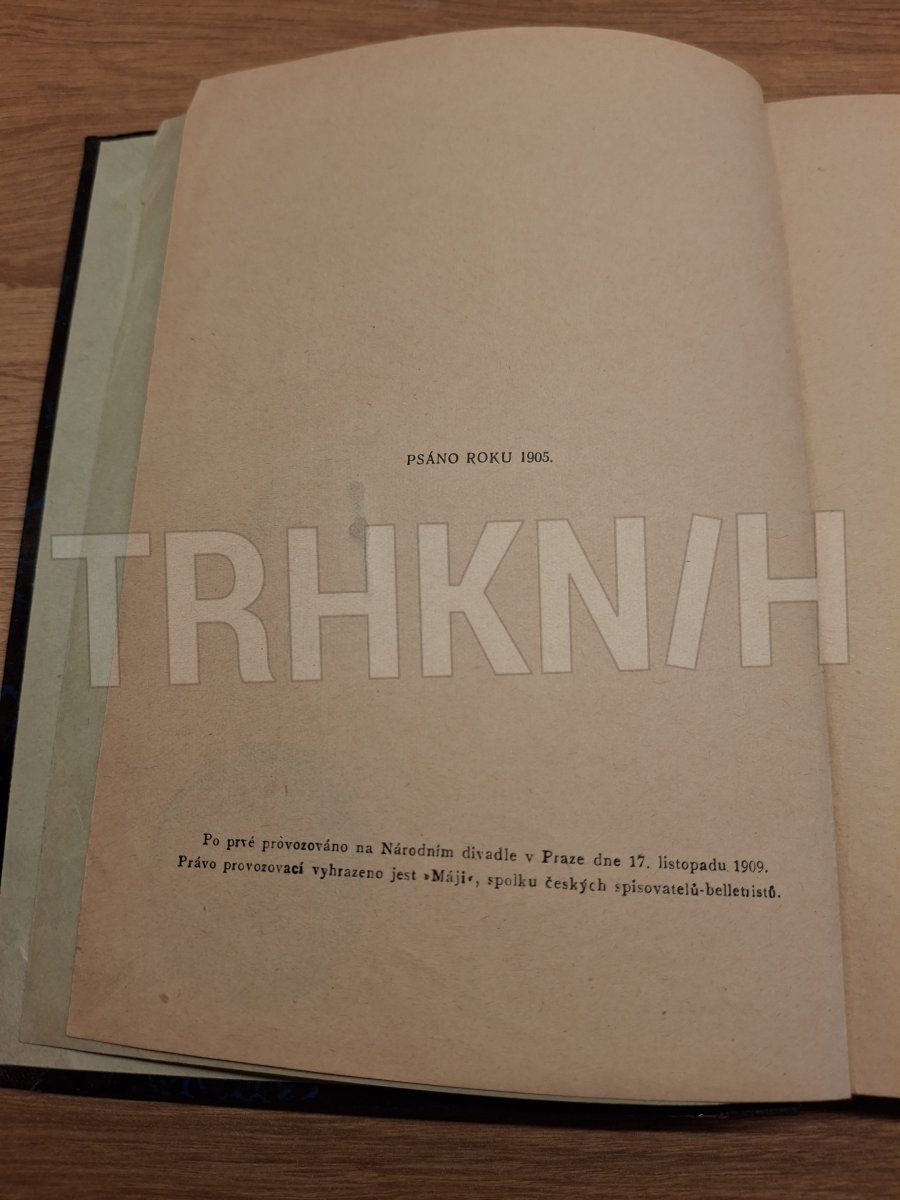 PSÁNO ROKU 1905.
TRHKNIH
Po prvé provozováno na Národním divadle v Praze dne 17. listopadu 1909.
Právo provozovací vyhrazeno jest »Máji«, spolku českých spisovatelů-belletristů.